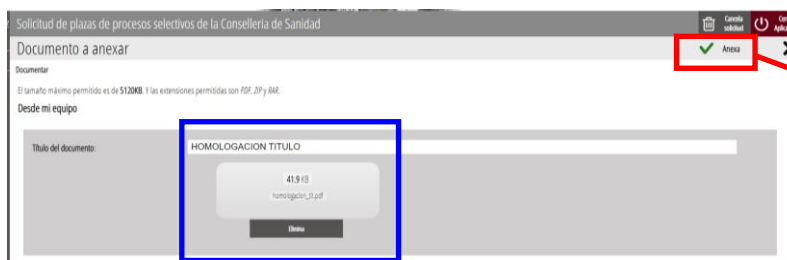 Solicitud de plazas de procesos selectivos de la Conselleria de Sanidad
Cancela solicitud
Documento a anexar
Anexa
Documentar
El tamaño máximo permitido es de 5120KB. Y las extensiones permitidas son PDF, ZIP y RAR.
Desde mi equipo
Título del documento:
HOMOLOGACION TITULO
41.9 KB
homologacion_tit.pdf
Elimina